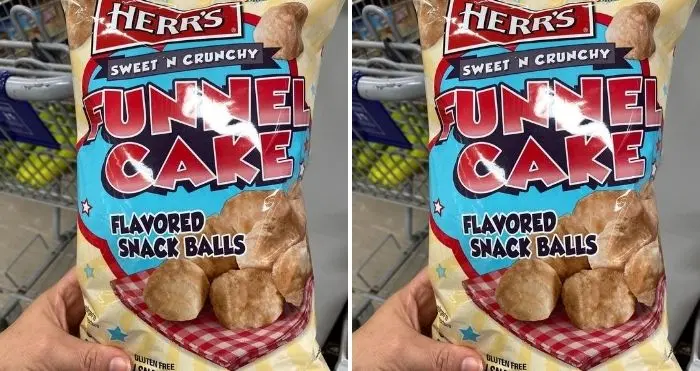 HERR'S
SWEET 'N CRUNCHY
FUNNEL
CAKE
FLAVORED
SNACK BALLS
GLUTEN FREE
HERR'S
SWEET 'N CRUNCHY
FUNNEL
CAKE
FLAVORED
SNACK BALLS
GLUTEN FREE